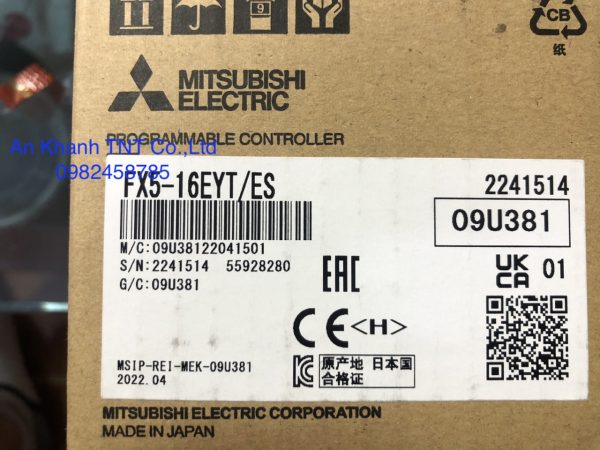 9
CB
纸
MITSUBISHI
ELECTRIC
PROGRAMMABLE CONTROLLER
An Khanh TNT Co.,Ltd
0982458785
FX5-16EYT/ES
2241514
09U381
M/C:09U38122041501
S/N:2241514 55928280
G/C:09U381
EAC
UK
CA 01
CE <H>
MSIP-REI-MEK-09U381
2022.04
原产地 日本国
合格证
MITSUBISHI ELECTRIC CORPORATION
MADE IN JAPAN